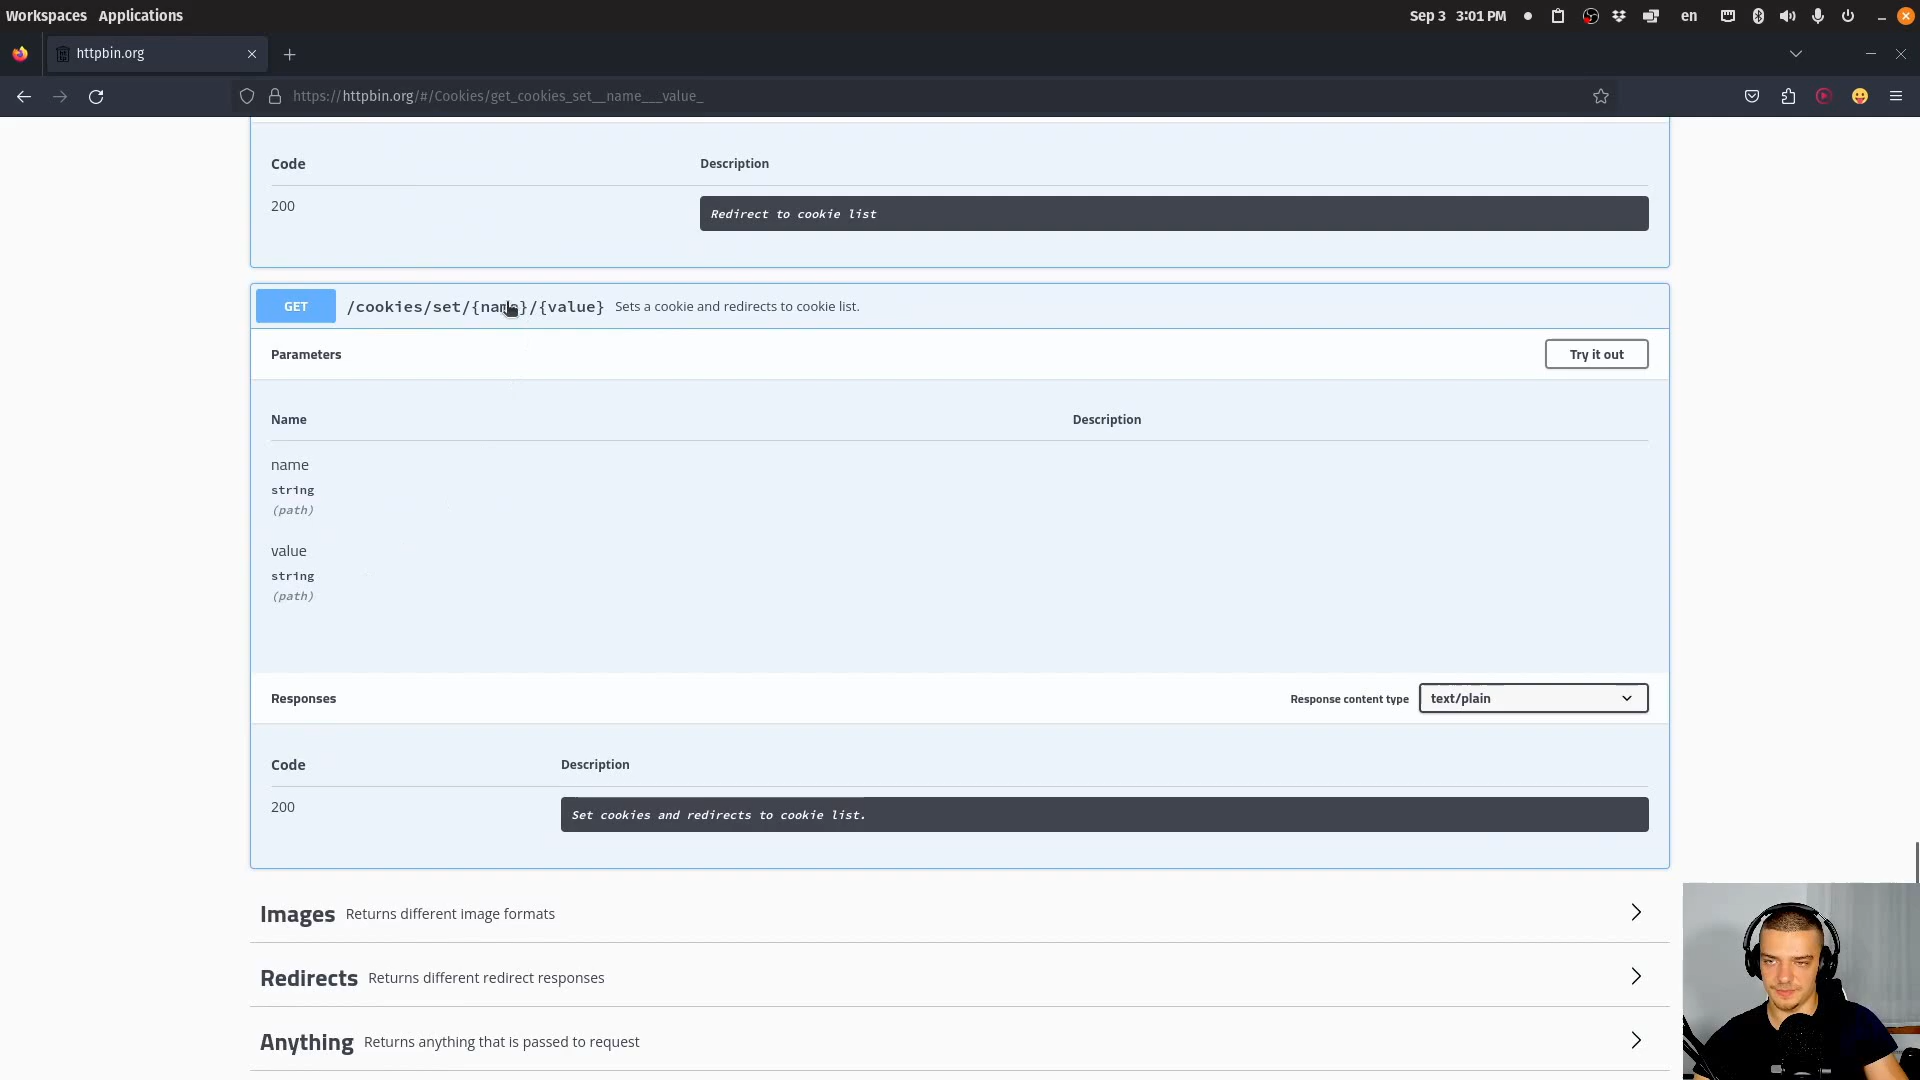 Workspaces Applications
Sep 3 3:01 PM
en
httpbin.org
https://httpbin.org/#/Cookies/get_cookies_set__name___value_
Code Description
200 Redirect to cookie list
GET /cookies/set/{name}/{value} Sets a cookie and redirects to cookie list.
Parameters Try it out
Name Description
name
string
(path)
value
string
(path)
Responses Response content type text/plain
Code Description
200 Set cookies and redirects to cookie list.
Images Returns different image formats
Redirects Returns different redirect responses
Anything Returns anything that is passed to request